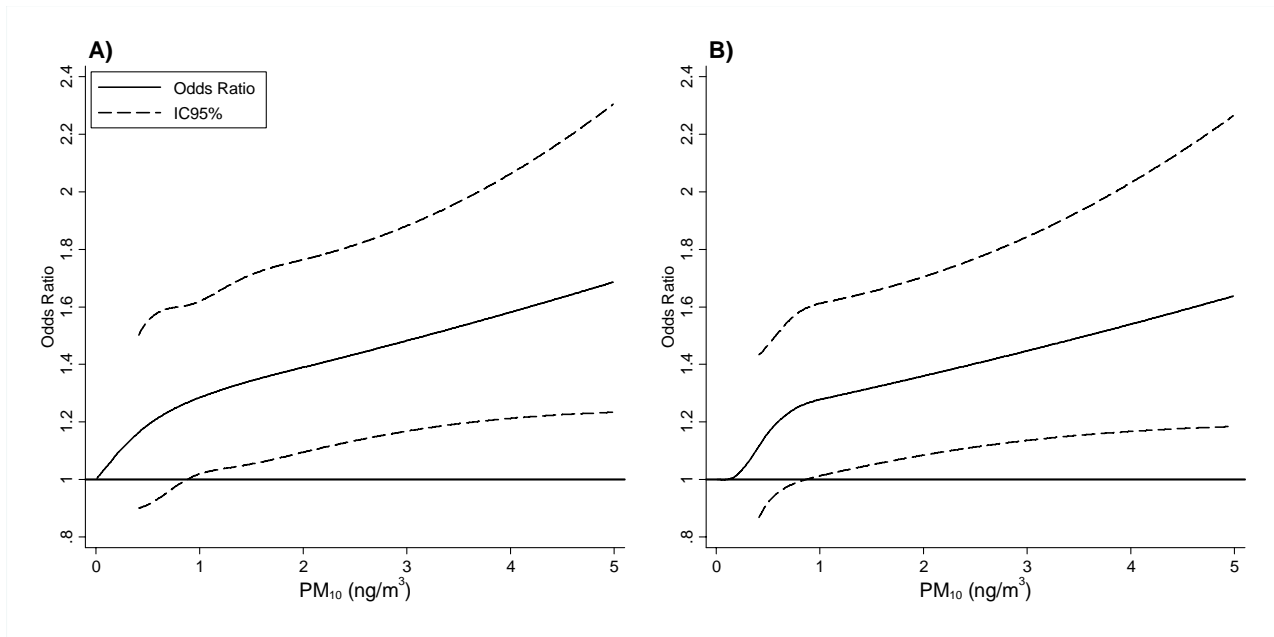 A)
Odds Ratio
IC95%
Odds Ratio
2.4
2.2
2
1.8
1.6
1.4
1.2
1
.8
0 1 2 3 4 5
PM₁₀ (ng/m³)
B)
Odds Ratio
2.4
2.2
2
1.8
1.6
1.4
1.2
1
.8
0 1 2 3 4 5
PM₁₀ (ng/m³)